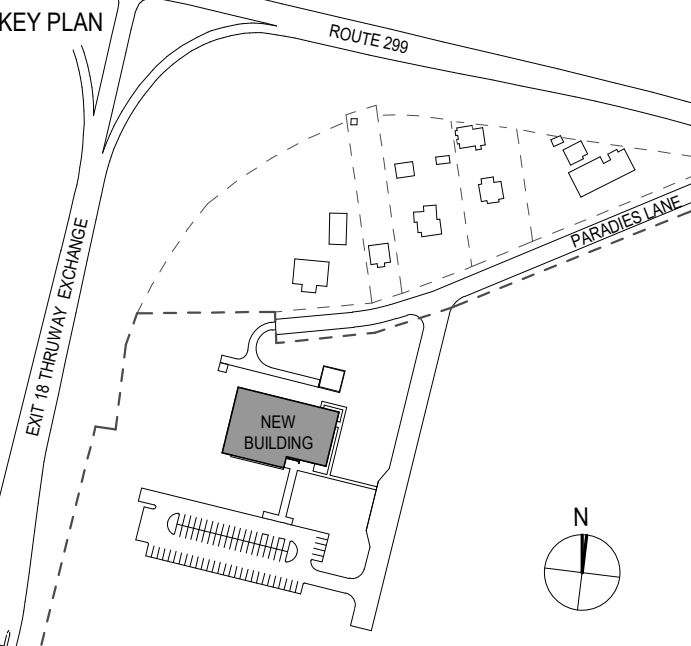 KEY PLAN
ROUTE 299
PARADIES LANE
EXIT 18 THRUWAY EXCHANGE
NEW
BUILDING
N